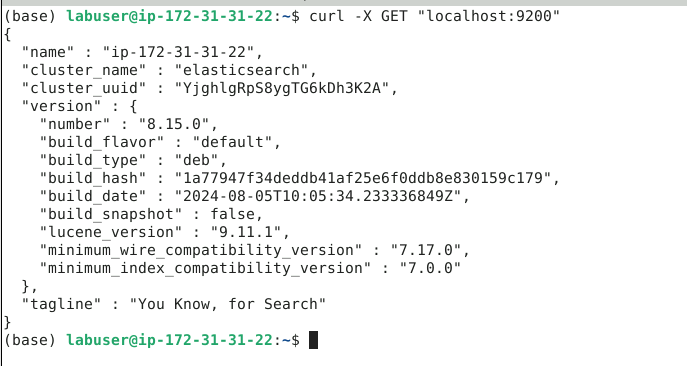 (base) labuser@ip-172-31-31-22:~$ curl -X GET "localhost:9200"
{
  "name" : "ip-172-31-31-22",
  "cluster_name" : "elasticsearch",
  "cluster_uuid" : "YjghlgRpS8ygTG6kDh3K2A",
  "version" : {
    "number" : "8.15.0",
    "build_flavor" : "default",
    "build_type" : "deb",
    "build_hash" : "1a77947f34deddb41af25e6f0ddb8e830159c179",
    "build_date" : "2024-08-05T10:05:34.233336849Z",
    "build_snapshot" : false,
    "lucene_version" : "9.11.1",
    "minimum_wire_compatibility_version" : "7.17.0",
    "minimum_index_compatibility_version" : "7.0.0"
  },
  "tagline" : "You Know, for Search"
}
(base) labuser@ip-172-31-31-22:~$